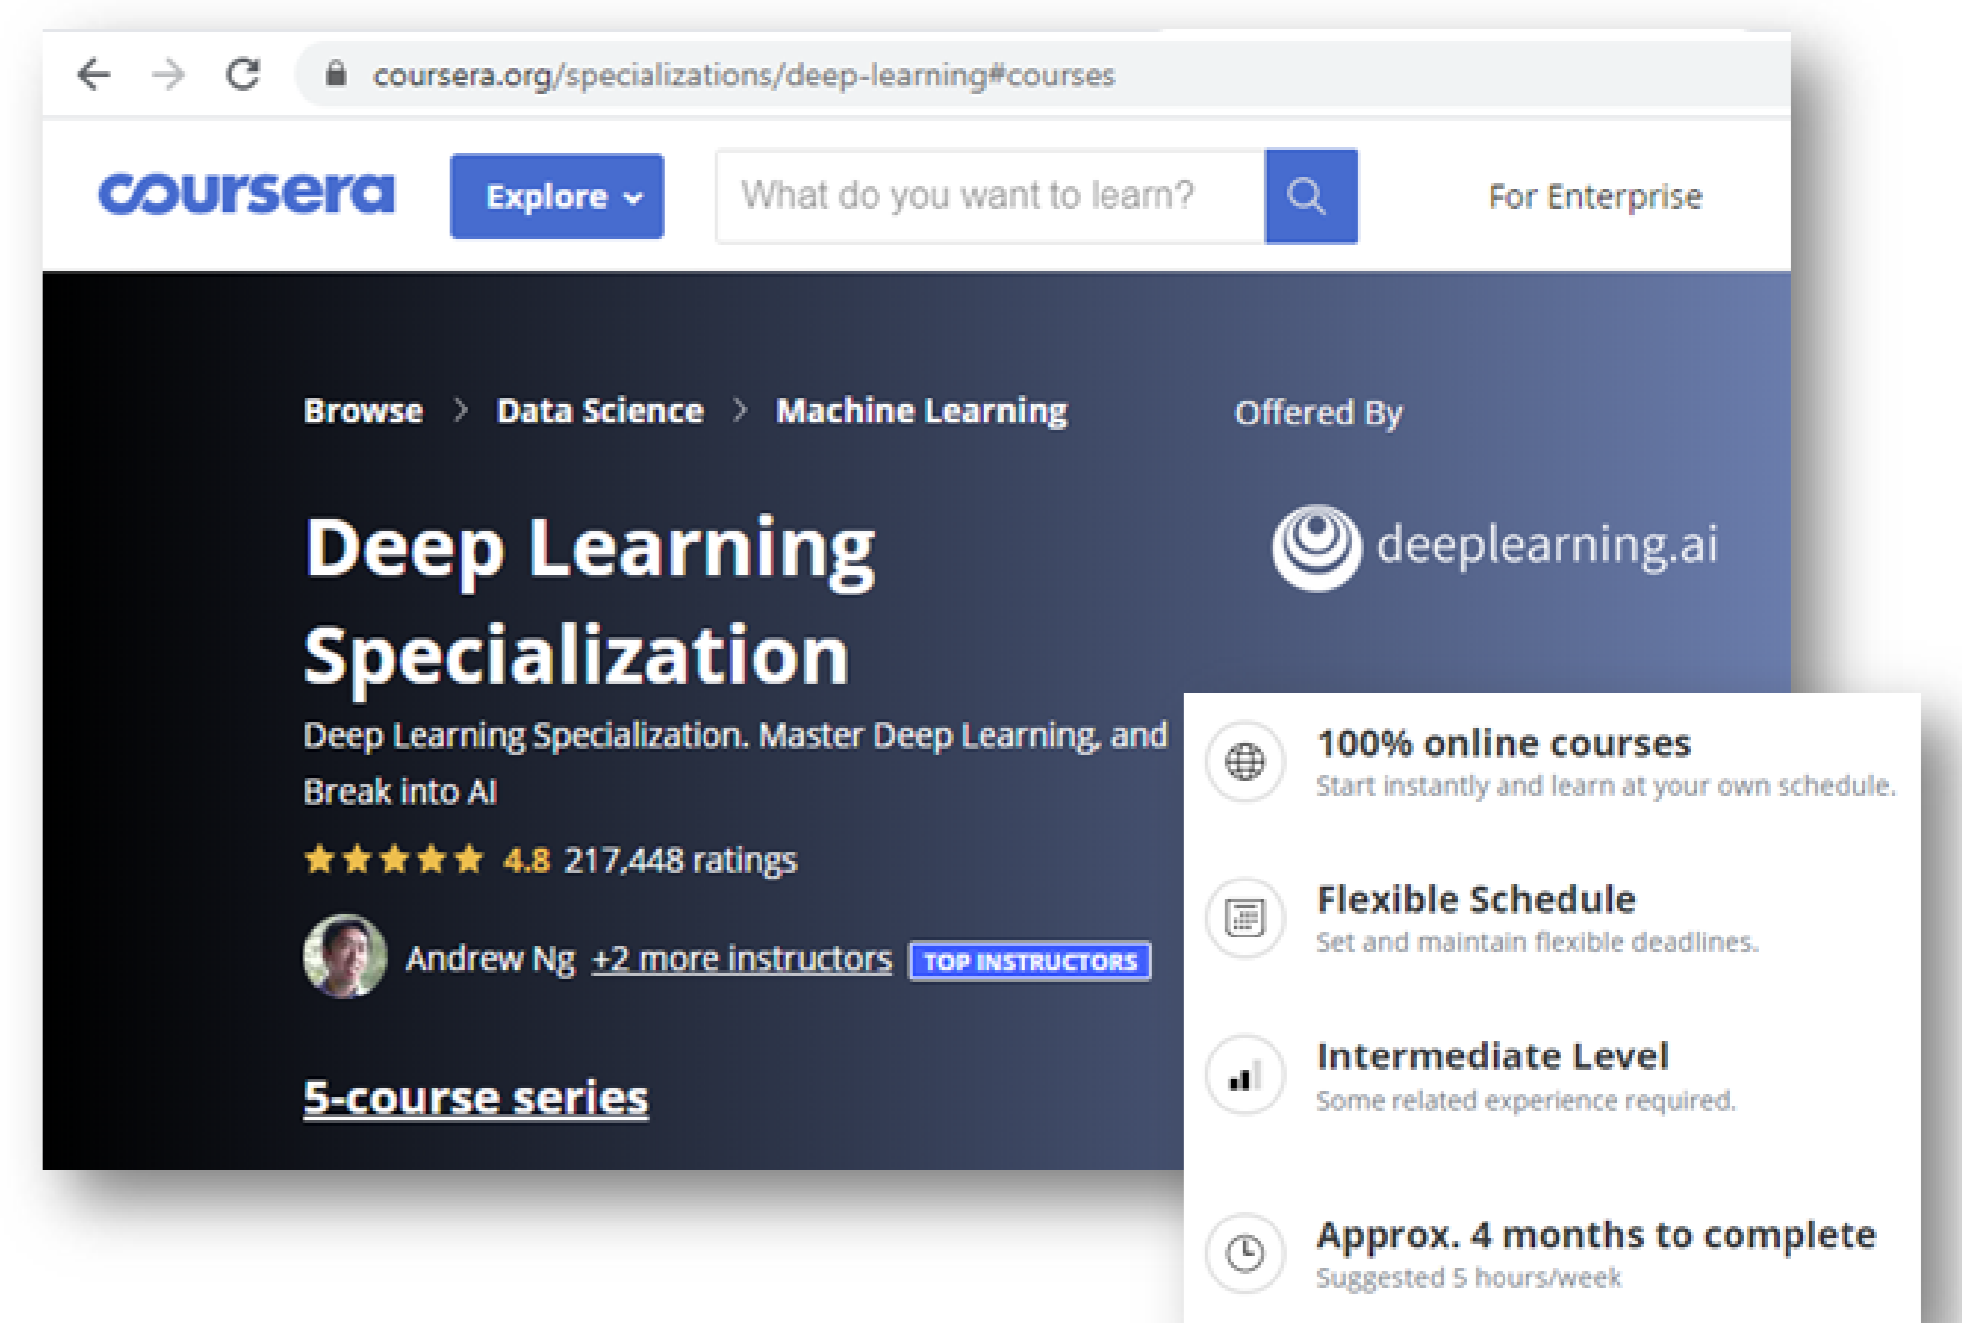 coursera.org/specializations/deep-learning#courses
coursera Explore What do you want to learn? For Enterprise
Browse > Data Science > Machine Learning
Offered By
deeplearning.ai
Deep Learning
Specialization
Deep Learning Specialization. Master Deep Learning, and
Break into AI
4.8 217,448 ratings
Andrew Ng +2 more instructors TOP INSTRUCTORS
5-course series
100% online courses
Start instantly and learn at your own schedule.
Flexible Schedule
Set and maintain flexible deadlines.
Intermediate Level
Some related experience required.
Approx. 4 months to complete
Suggested 5 hours/week